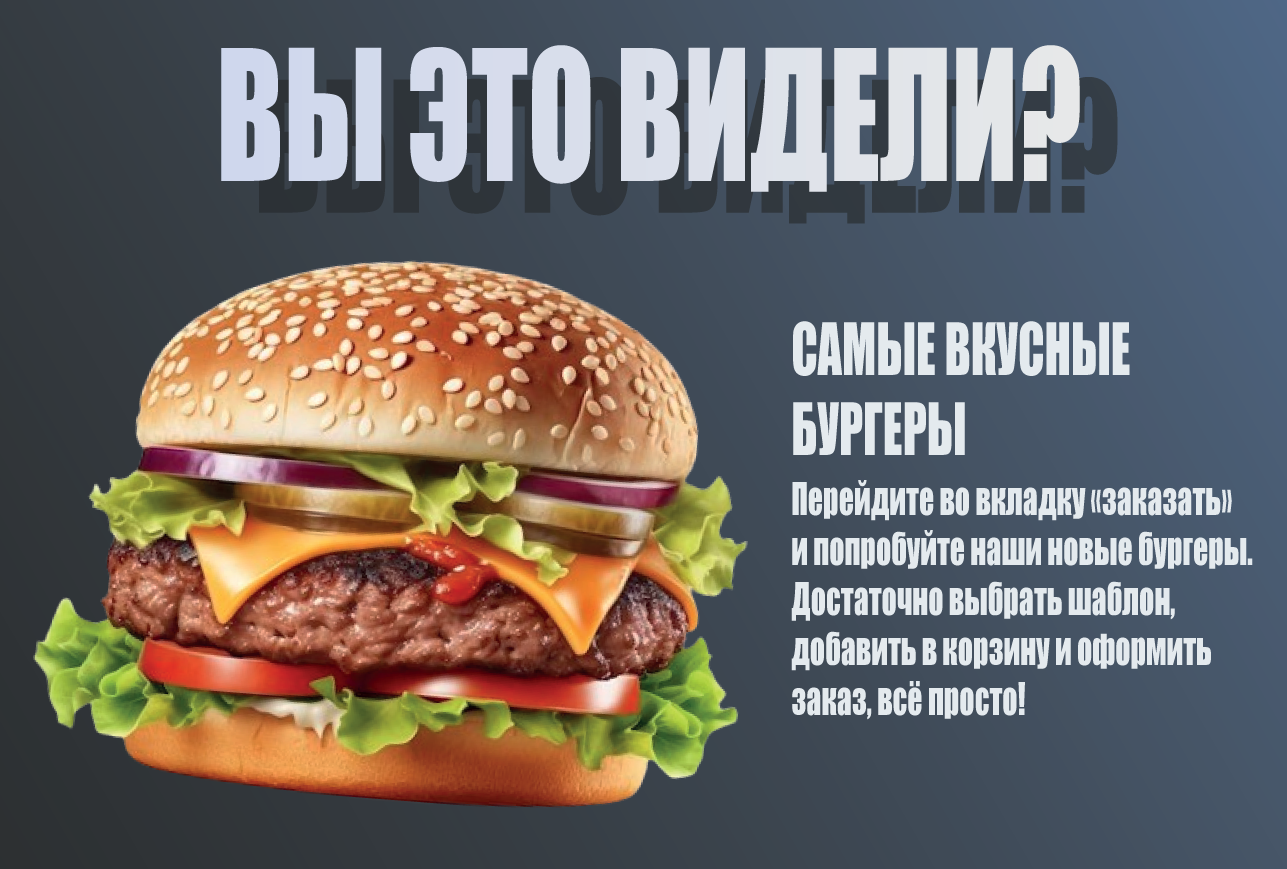 ВЫ ЭТО ВИДЕЛИ?
САМЫЕ ВКУСНЫЕ
БУРГЕРЫ
Перейдите во вкладку «заказать»
и попробуйте наши новые бургеры.
Достаточно выбрать шаблон,
добавить в корзину и оформить
заказ, всё просто!